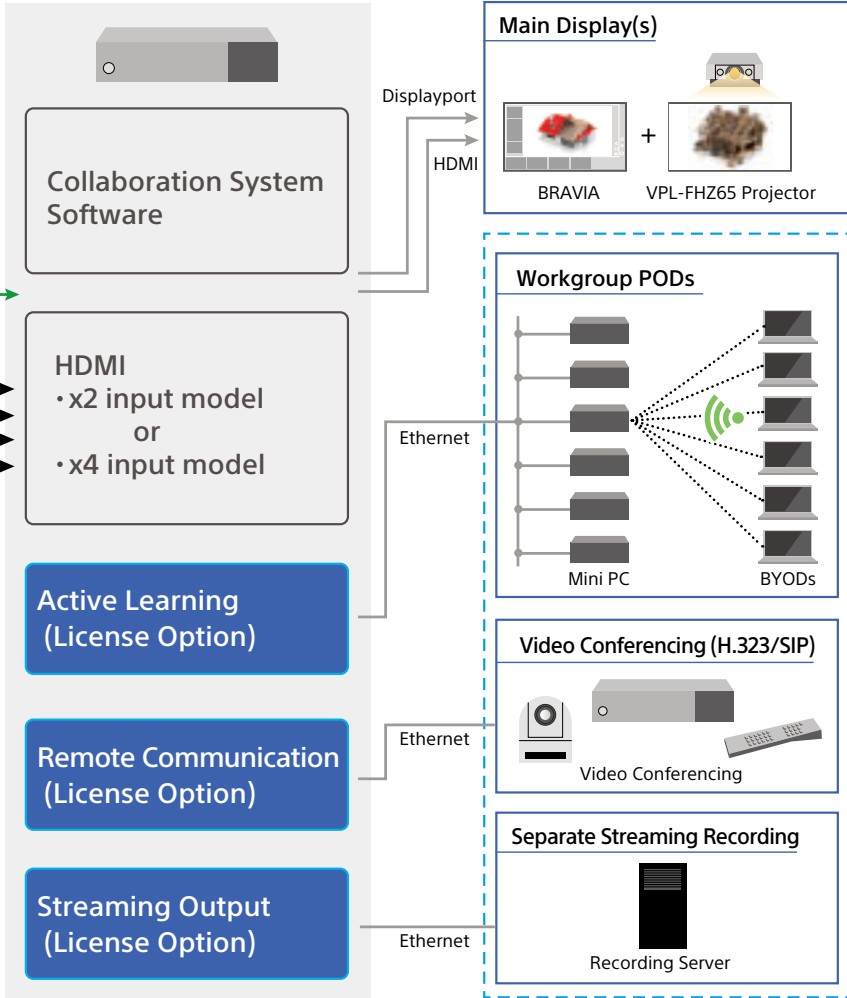 Main Display(s)
Displayport
HDMI
BRAVIA
+
VPL-FHZ65 Projector
Collaboration System
Software
HDMI
・x2 input model
or
・x4 input model
Workgroup PODs
Ethernet
Mini PC
BYODs
Active Learning
(License Option)
Video Conferencing (H.323/SIP)
Remote Communication
(License Option)
Ethernet
Video Conferencing
Separate Streaming Recording
Streaming Output
(License Option)
Ethernet
Recording Server